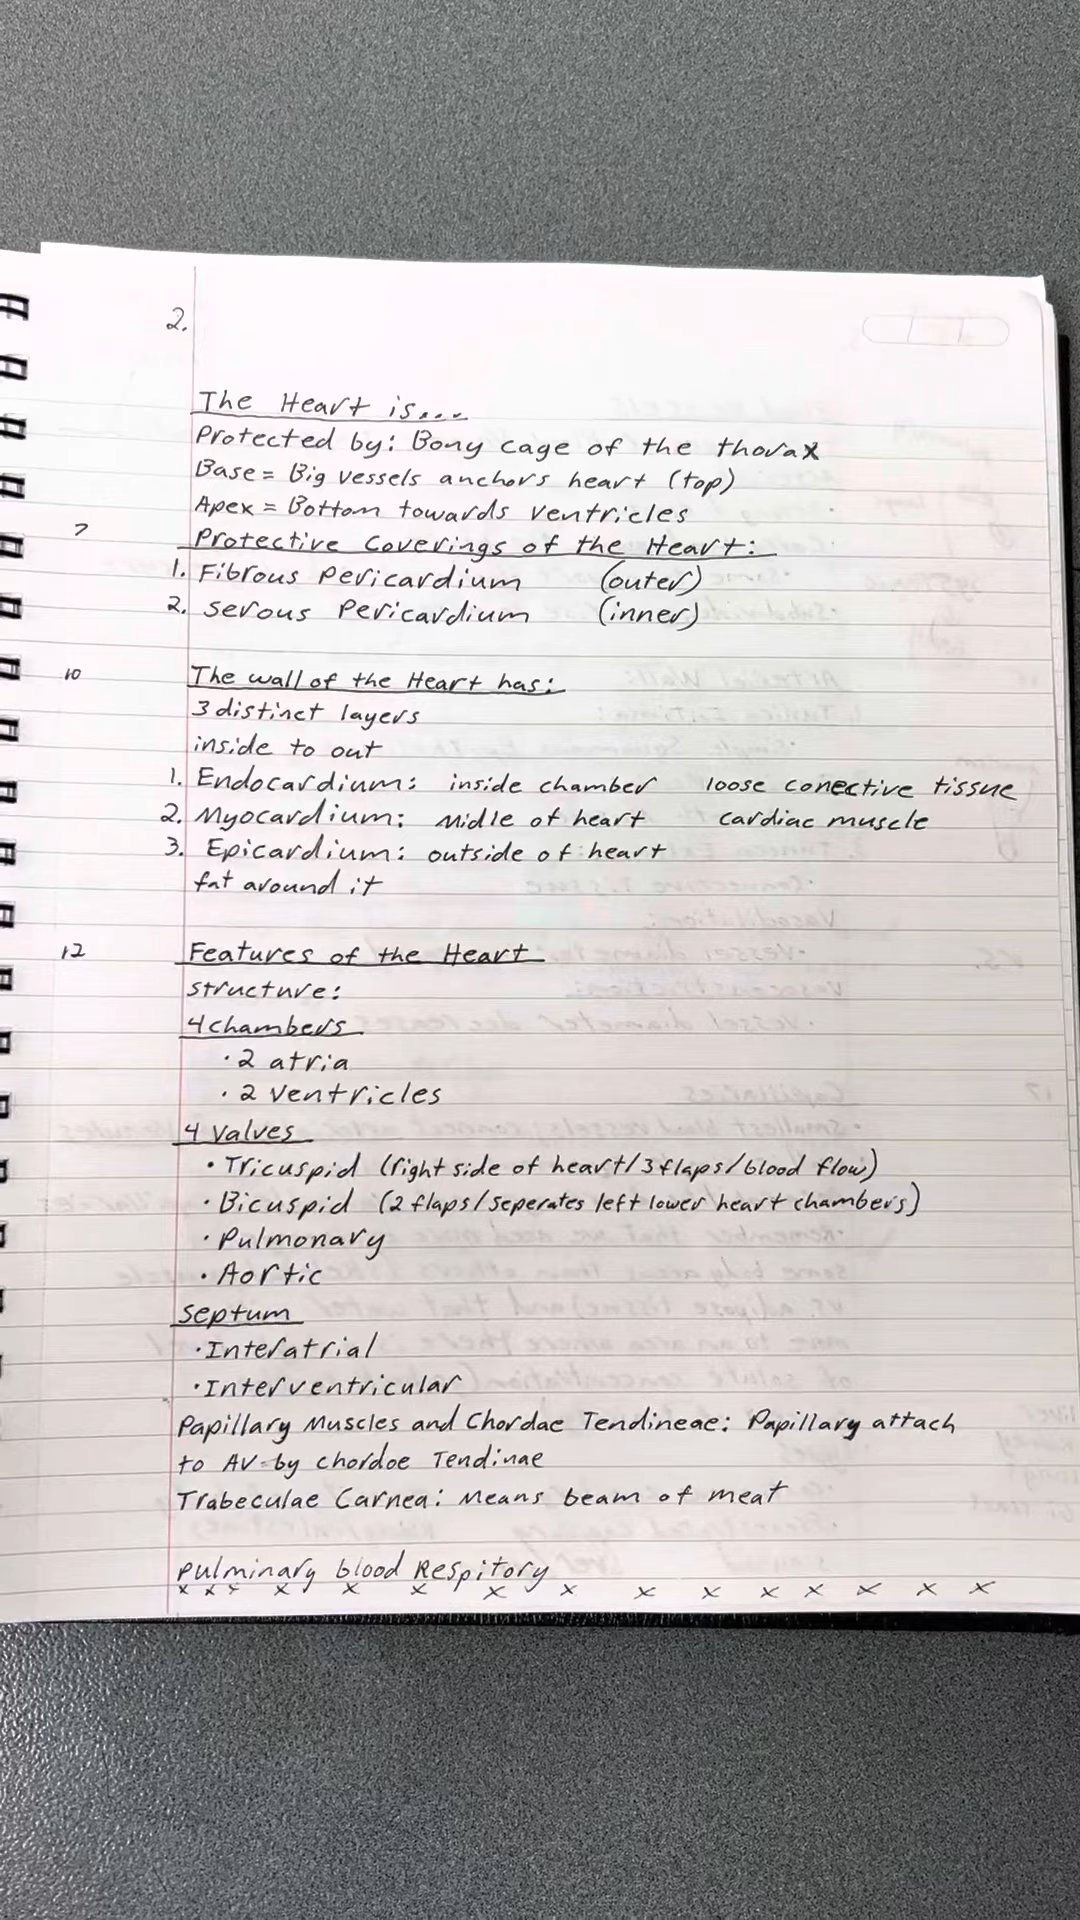 2.
The Heart is...
Protected by: Bony cage of the thorax
Base = Big vessels anchors heart (top)
Apex = Bottom towards ventricles
7 Protective Coverings of the Heart:
1. Fibrous Pericardium (outer)
2. Serous Pericardium (inner)
10 The wall of the Heart has:
3 distinct layers
inside to out
1. Endocardium: inside chamber loose conective tissue
2. Myocardium: Midle of heart cardiac muscle
3. Epicardium: outside of heart
fat around it
12 Features of the Heart
Structure:
4 chambers
· 2 atria
· 2 ventricles
4 Valves
· Tricuspid (right side of heart/3 flaps/blood flow)
· Bicuspid (2 flaps/seperates left lower heart chambers)
· Pulmonary
· Aortic
Septum
· Interatrial
· Interventricular
Papillary Muscles and Chordae Tendineae: Papillary attach
to AV by Chordoe Tendinae
Trabeculae Carnea: Means beam of meat
Pulminary blood Respitory
x x x x x x x x x x x x x x x